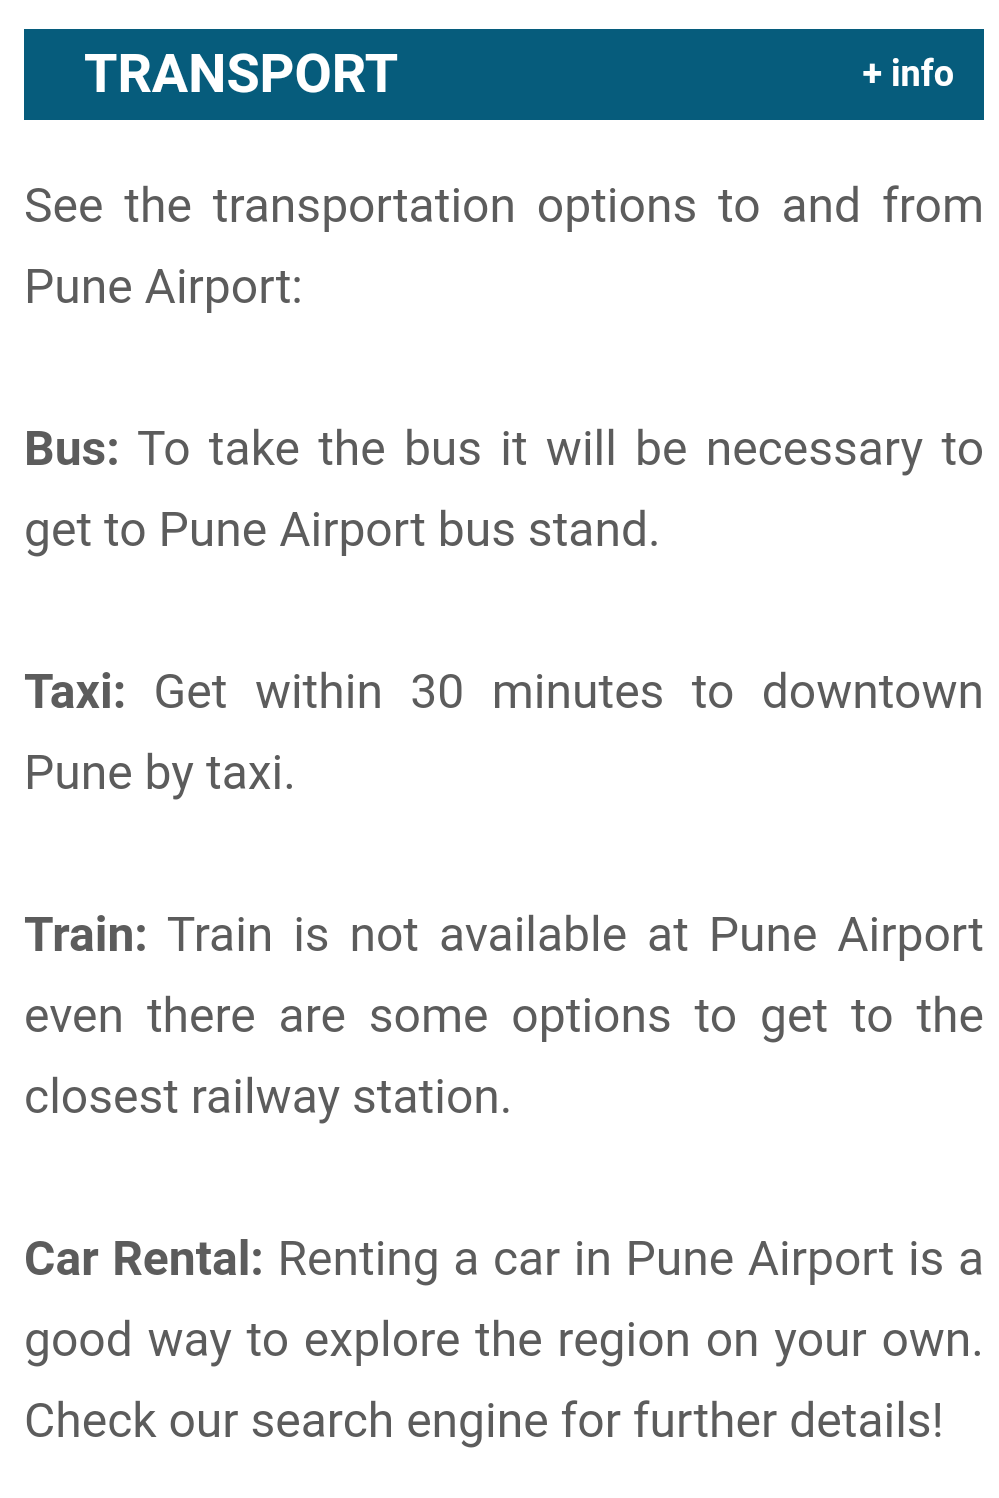 TRANSPORT
+ info
See the transportation options to and from
Pune Airport:
Bus: To take the bus it will be necessary to
get to Pune Airport bus stand.
Taxi: Get within 30 minutes to downtown
Pune by taxi.
Train: Train is not available at Pune Airport
even there are some options to get to the
closest railway station.
Car Rental: Renting a car in Pune Airport is a
good way to explore the region on your own.
Check our search engine for further details!